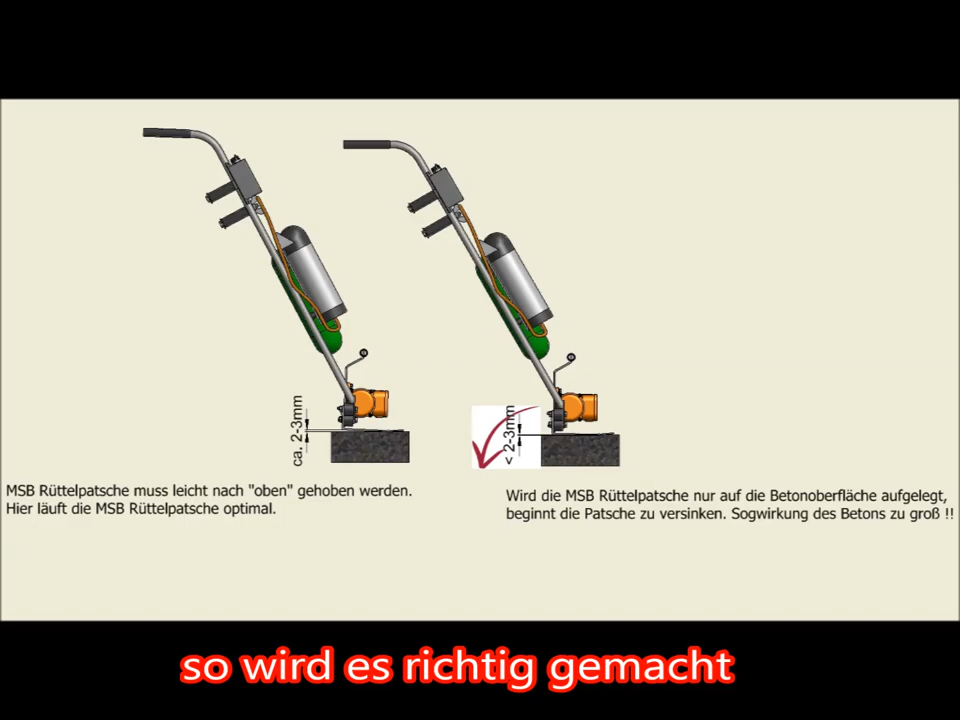 ca. 2-3mm
< 2-3mm
MSB Rüttelpatsche muss leicht nach "oben" gehoben werden.
Hier läuft die MSB Rüttelpatsche optimal.
Wird die MSB Rüttelpatsche nur auf die Betonoberfläche aufgelegt,
beginnt die Patsche zu versinken. Sogwirkung des Betons zu groß !!
so wird es richtig gemacht